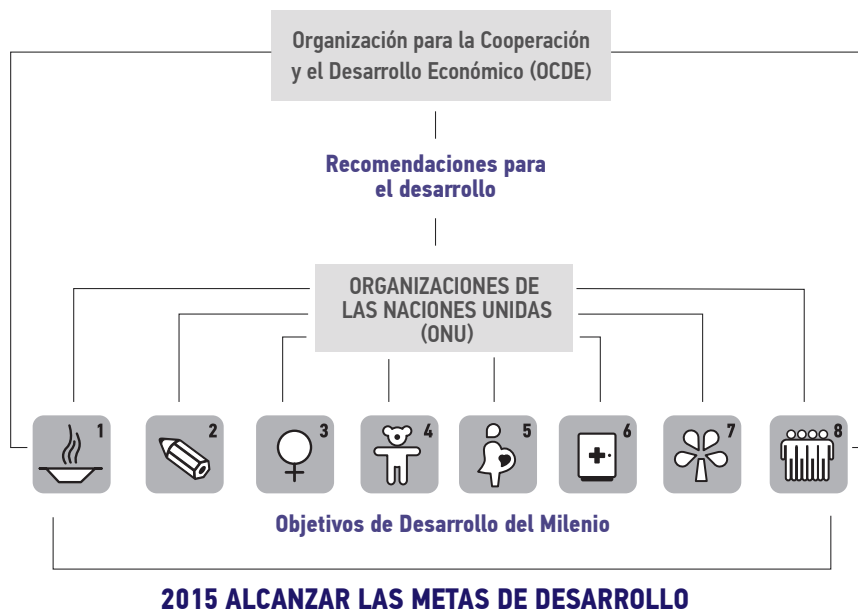 Organización para la Cooperación
y el Desarrollo Económico (OCDE)
Recomendaciones para
el desarrollo
ORGANIZACIONES DE
LAS NACIONES UNIDAS
(ONU)
1
2
3
4
5
6
7
8
Objetivos de Desarrollo del Milenio
2015 ALCANZAR LAS METAS DE DESARROLLO